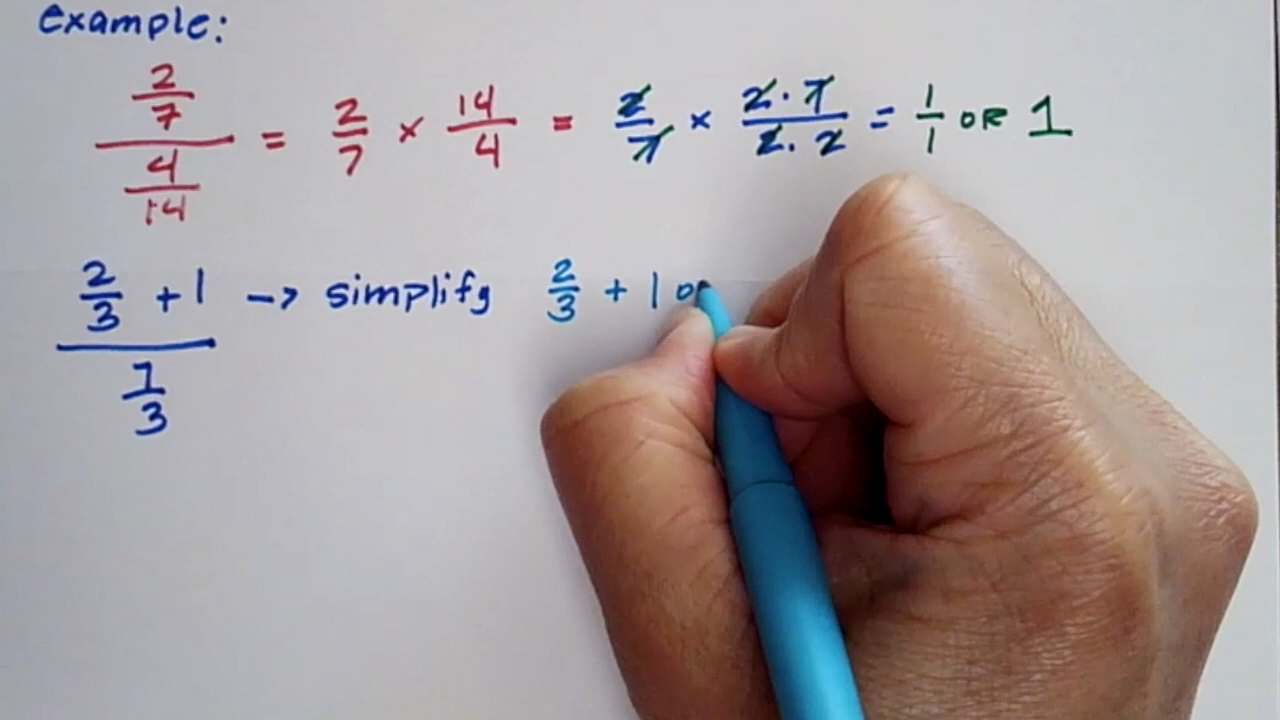 example:
2/7 / 4/14 = 2/7 × 14/4 = 2/7 × 2·7/2·2 = 1/1 OR 1
2/3 + 1 / 1/3 -> simplify 2/3 + 1 o